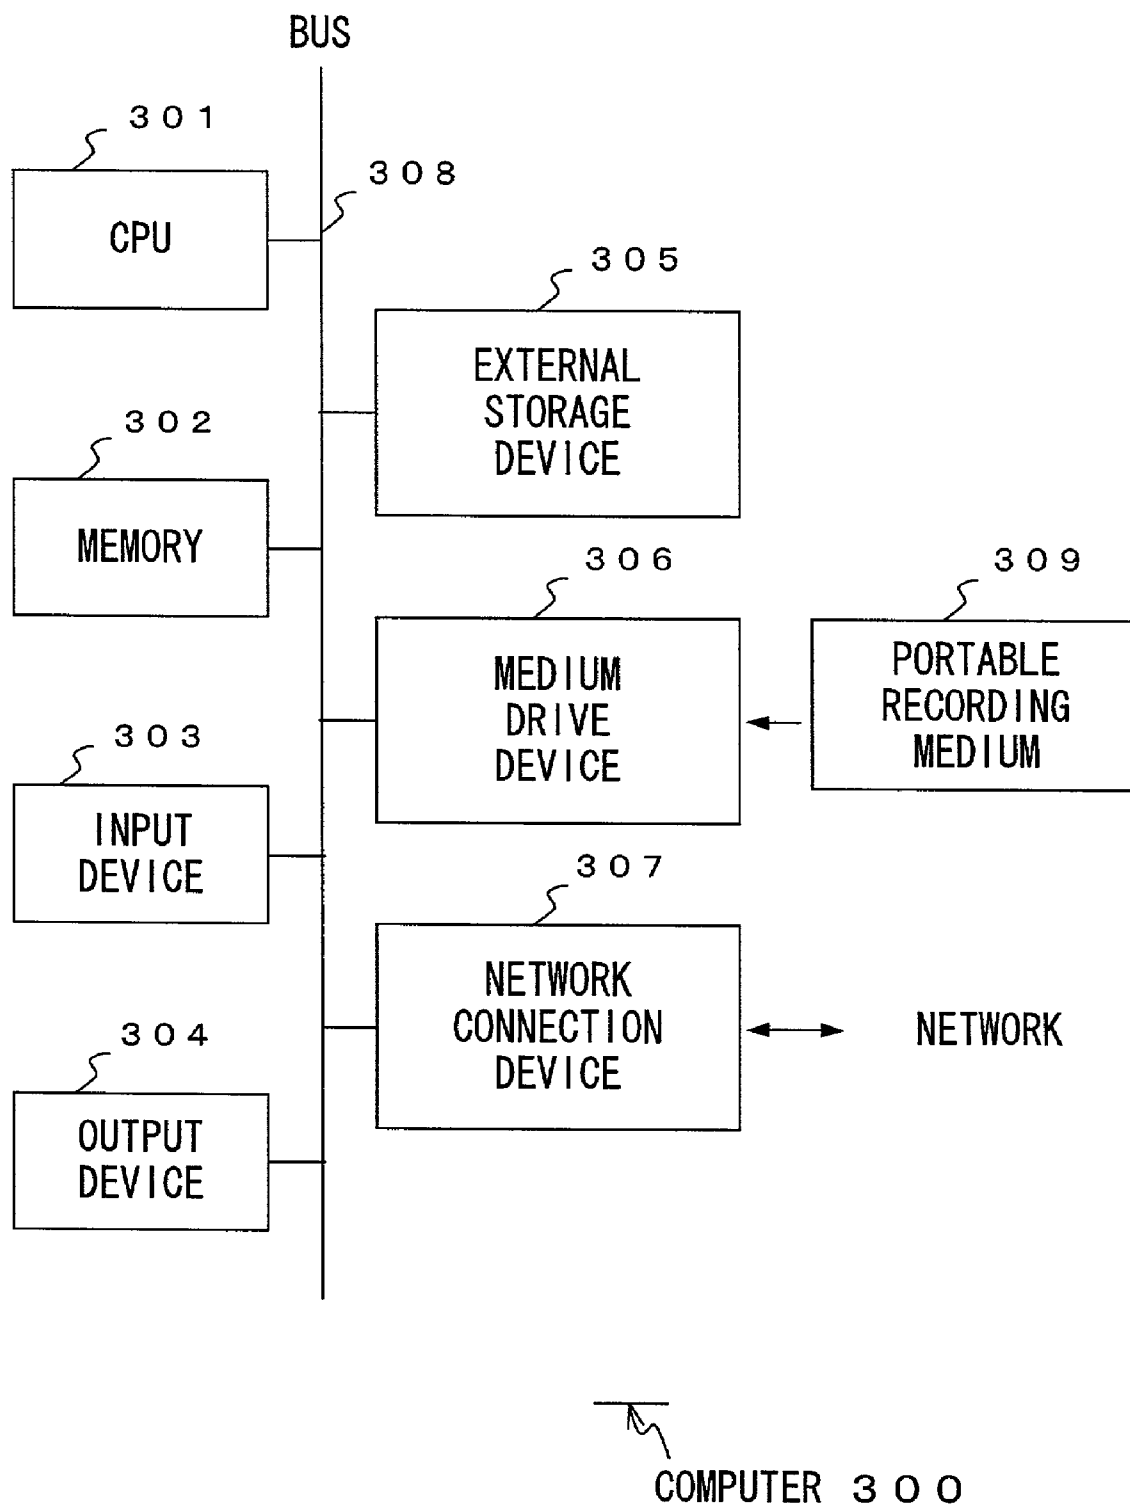 BUS
301
308
CPU
305
EXTERNAL
STORAGE
DEVICE
302
MEMORY
306
309
MEDIUM
DRIVE
DEVICE
PORTABLE
RECORDING
MEDIUM
303
INPUT
DEVICE
307
NETWORK
CONNECTION
DEVICE
NETWORK
304
OUTPUT
DEVICE
COMPUTER 300